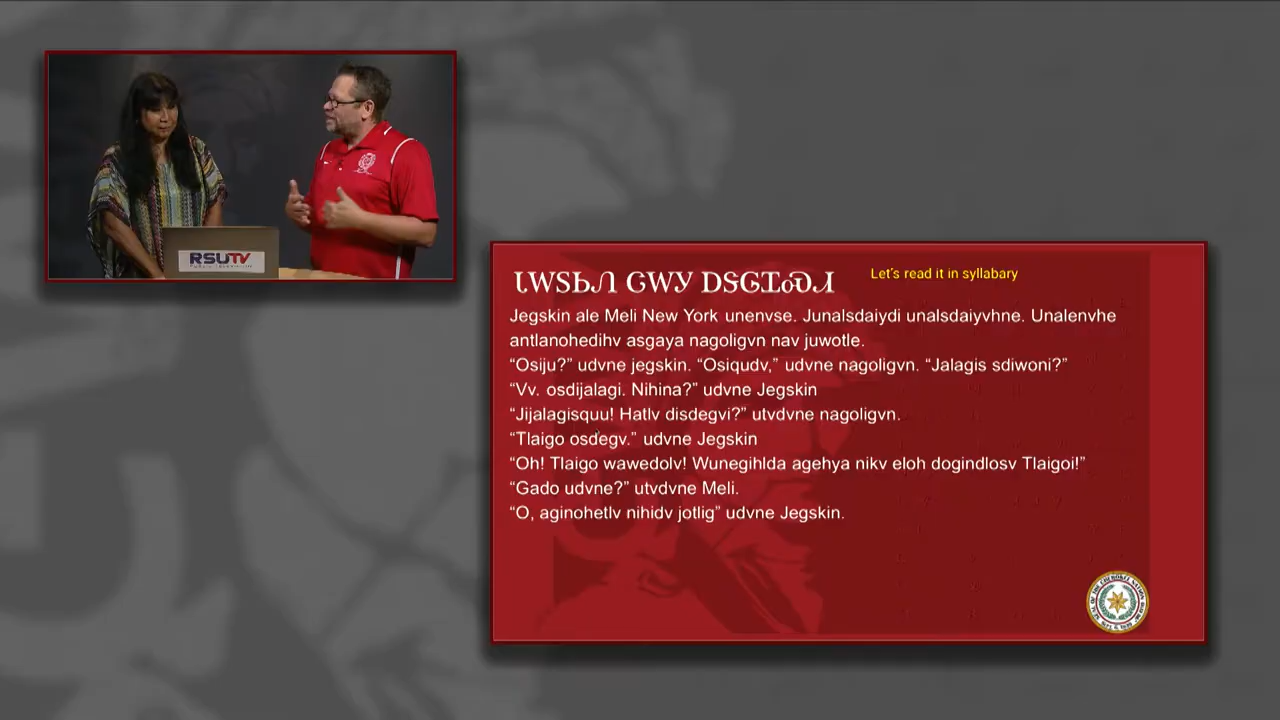 RSUTV
ᏓᎳᏚᏏᏁ ᏣᎳᎩ ᎠᏕᎶᏆᏍᏗ
Let's read it in syllabary
Jegskin ale Meli New York unenvse. Junalsdaiydi unalsdaiyvhne. Unalenvhe
antlanohedihv asgaya nagoligvn nav juwotle.
“Osiju?” udvne jegskin. “Osiqudv,” udvne nagoligvn. “Jalagis sdiwoni?”
“Vv. osdijalagi. Nihina?” udvne Jegskin
“Jijalagisquu! Hatlv disdegvi?” utvdvne nagoligvn.
“Tlaigo osdegv.” udvne Jegskin
“Oh! Tlaigo wawedolv! Wunegihlda agehya nikv eloh dogindlosv Tlaigoi!”
“Gado udvne?” utvdvne Meli.
“O, aginohetlv nihidv jotlig” udvne Jegskin.